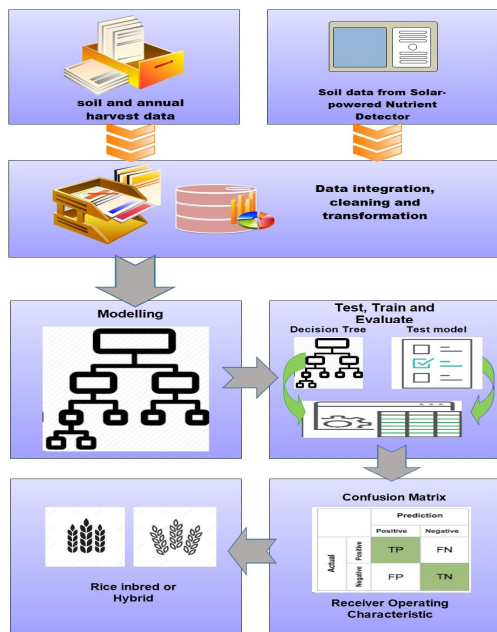 soil and annual
harvest data
Soil data from Solar-
powered Nutrient
Detector
Data integration,
cleaning and
transformation
Modelling
Test, Train and
Evaluate
Decision Tree
Test model
Confusion Matrix
Prediction
Positive
Negative
Actual
Positive
TP
FN
Negative
FP
TN
Receiver Operating
Characteristic
Rice inbred or
Hybrid